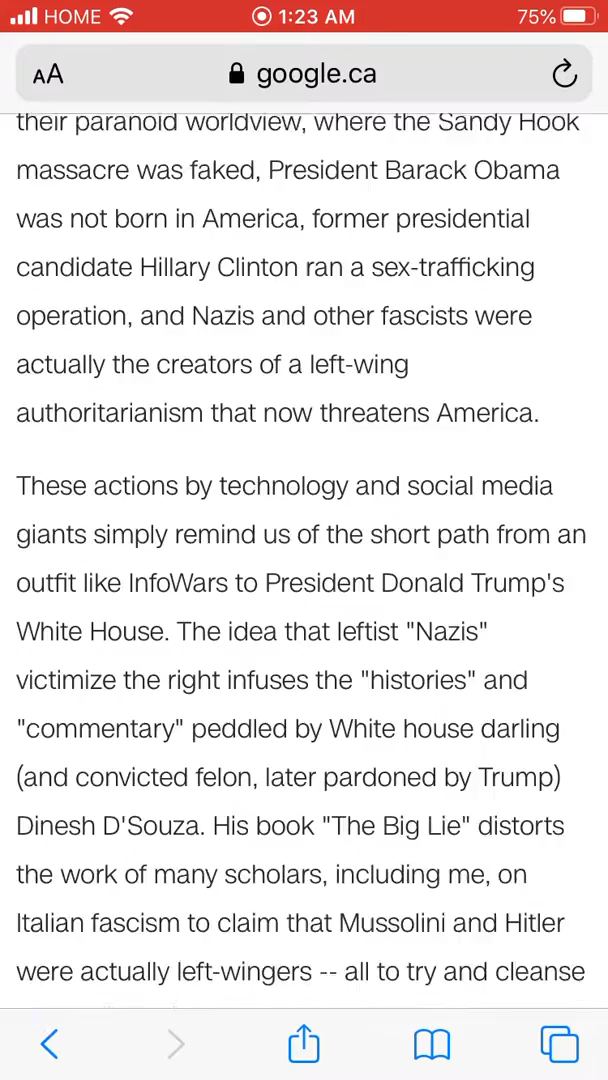 HOME 1:23 AM 75%
AA google.ca
their paranoid worldview, where the Sandy Hook
massacre was faked, President Barack Obama
was not born in America, former presidential
candidate Hillary Clinton ran a sex-trafficking
operation, and Nazis and other fascists were
actually the creators of a left-wing
authoritarianism that now threatens America.
These actions by technology and social media
giants simply remind us of the short path from an
outfit like InfoWars to President Donald Trump's
White House. The idea that leftist "Nazis"
victimize the right infuses the "histories" and
"commentary" peddled by White house darling
(and convicted felon, later pardoned by Trump)
Dinesh D'Souza. His book "The Big Lie" distorts
the work of many scholars, including me, on
Italian fascism to claim that Mussolini and Hitler
were actually left-wingers -- all to try and cleanse